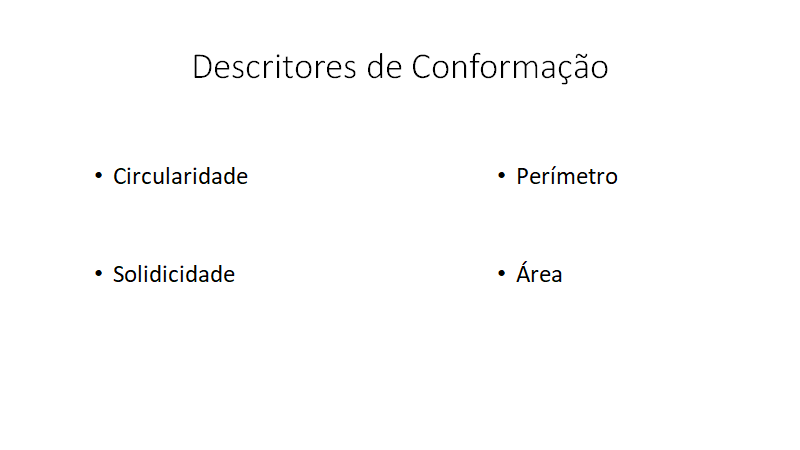 Descritores de Conformação
• Circularidade
• Solidicidade
• Perímetro
• Área